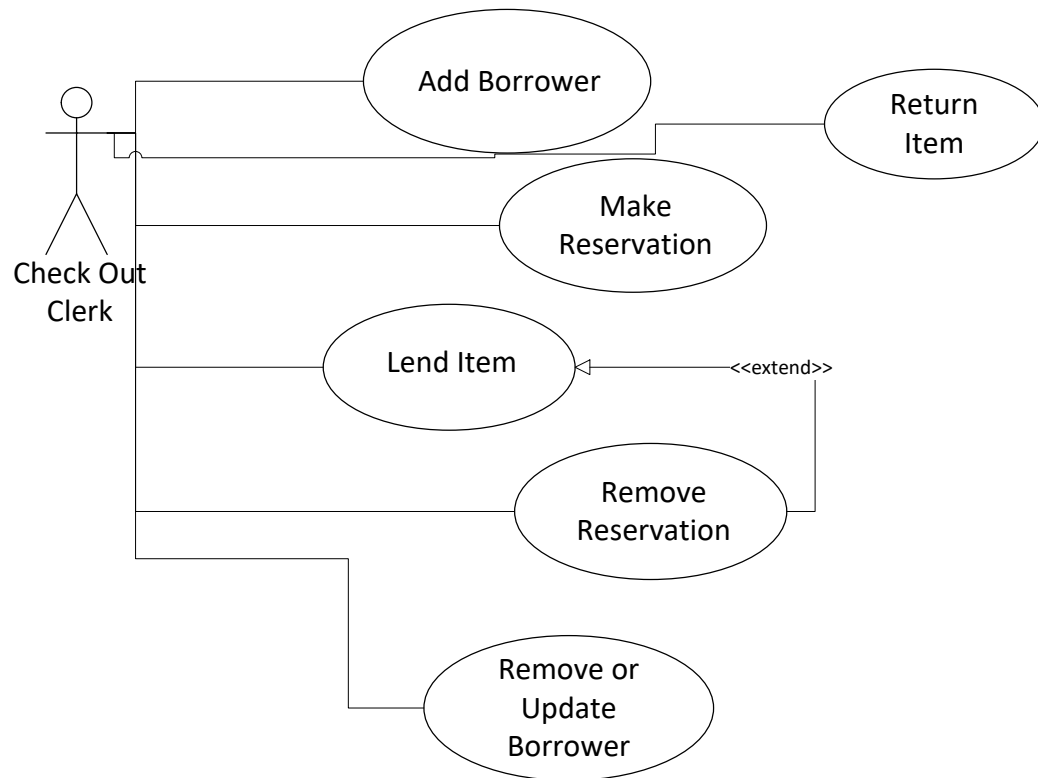 Add Borrower
Return
Item
Make
Reservation
Check Out
Clerk
Lend Item
<<extend>>
Remove
Reservation
Remove or
Update
Borrower